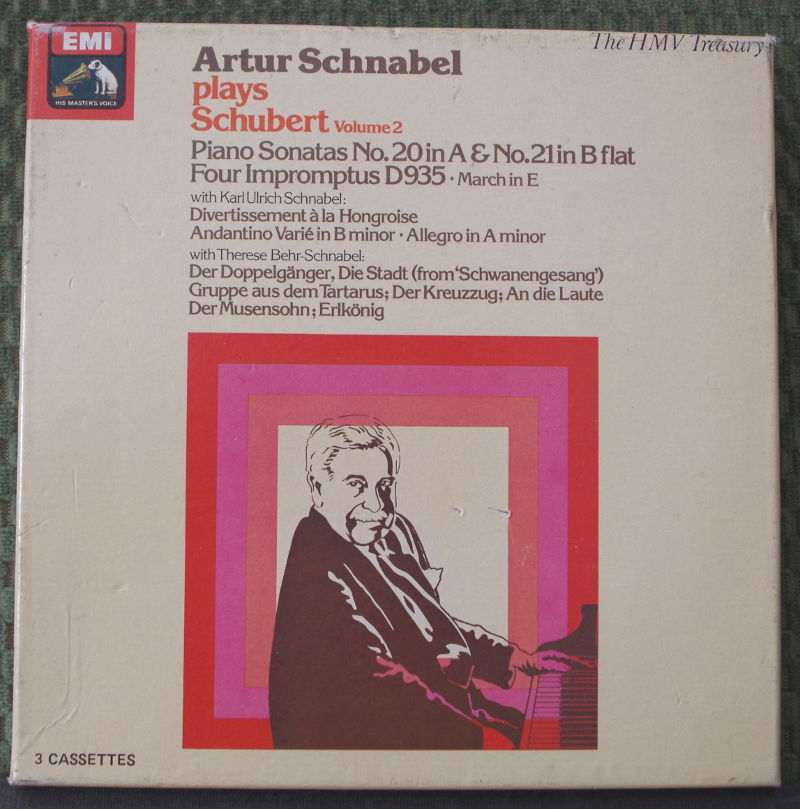 EMI
HIS MASTER'S VOICE
The HMV Treasury
Artur Schnabel
plays
Schubert Volume 2
Piano Sonatas No. 20 in A & No. 21 in B flat
Four Impromptus D935 · March in E
with Karl Ulrich Schnabel:
Divertissement à la Hongroise
Andantino Varié in B minor · Allegro in A minor
with Therese Behr-Schnabel:
Der Doppelgänger, Die Stadt (from 'Schwanengesang')
Gruppe aus dem Tartarus; Der Kreuzzug; An die Laute
Der Musensohn; Erlkönig
3 CASSETTES